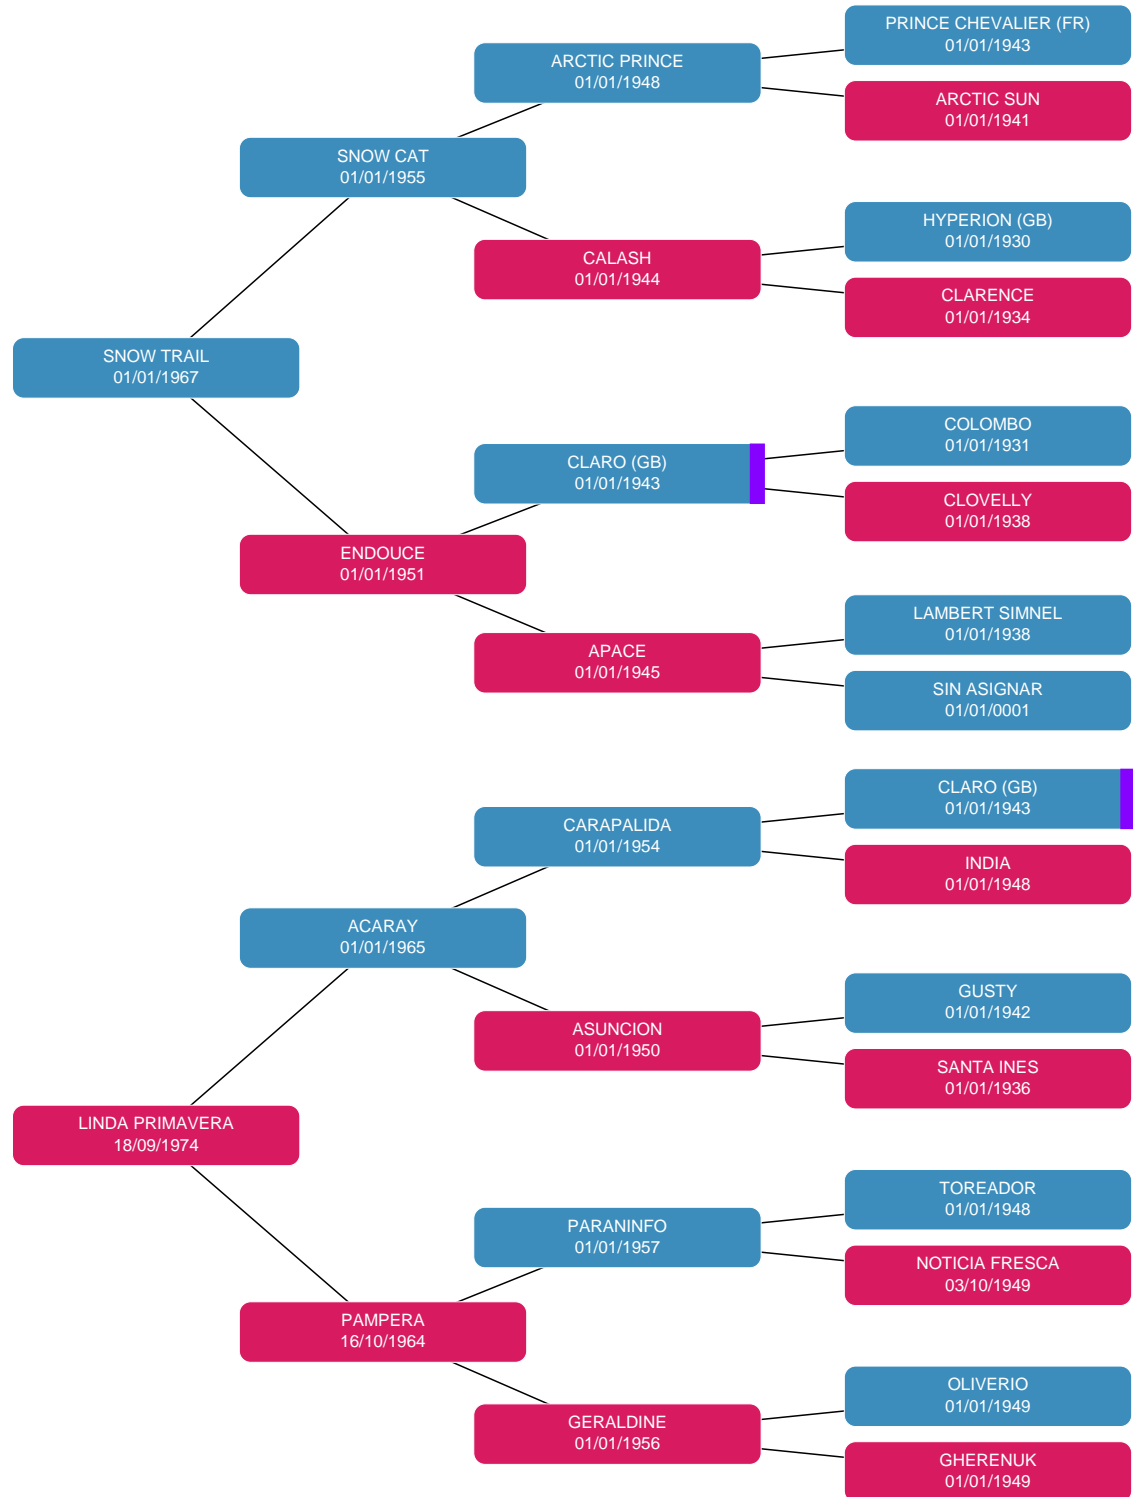 PRINCE CHEVALIER (FR)
01/01/1943
ARCTIC PRINCE
01/01/1948
ARCTIC SUN
01/01/1941
SNOW CAT
01/01/1955
HYPERION (GB)
01/01/1930
CALASH
01/01/1944
CLARENCE
01/01/1934
SNOW TRAIL
01/01/1967
COLOMBO
01/01/1931
CLARO (GB)
01/01/1943
CLOVELLY
01/01/1938
ENDOUCE
01/01/1951
LAMBERT SIMNEL
01/01/1938
APACE
01/01/1945
SIN ASIGNAR
01/01/0001
CLARO (GB)
01/01/1943
CARAPALIDA
01/01/1954
INDIA
01/01/1948
ACARAY
01/01/1965
GUSTY
01/01/1942
ASUNCION
01/01/1950
SANTA INES
01/01/1936
LINDA PRIMAVERA
18/09/1974
TOREADOR
01/01/1948
PARANINFO
01/01/1957
NOTICIA FRESCA
03/10/1949
PAMPERA
16/10/1964
OLIVERIO
01/01/1949
GERALDINE
01/01/1956
GHERENUK
01/01/1949